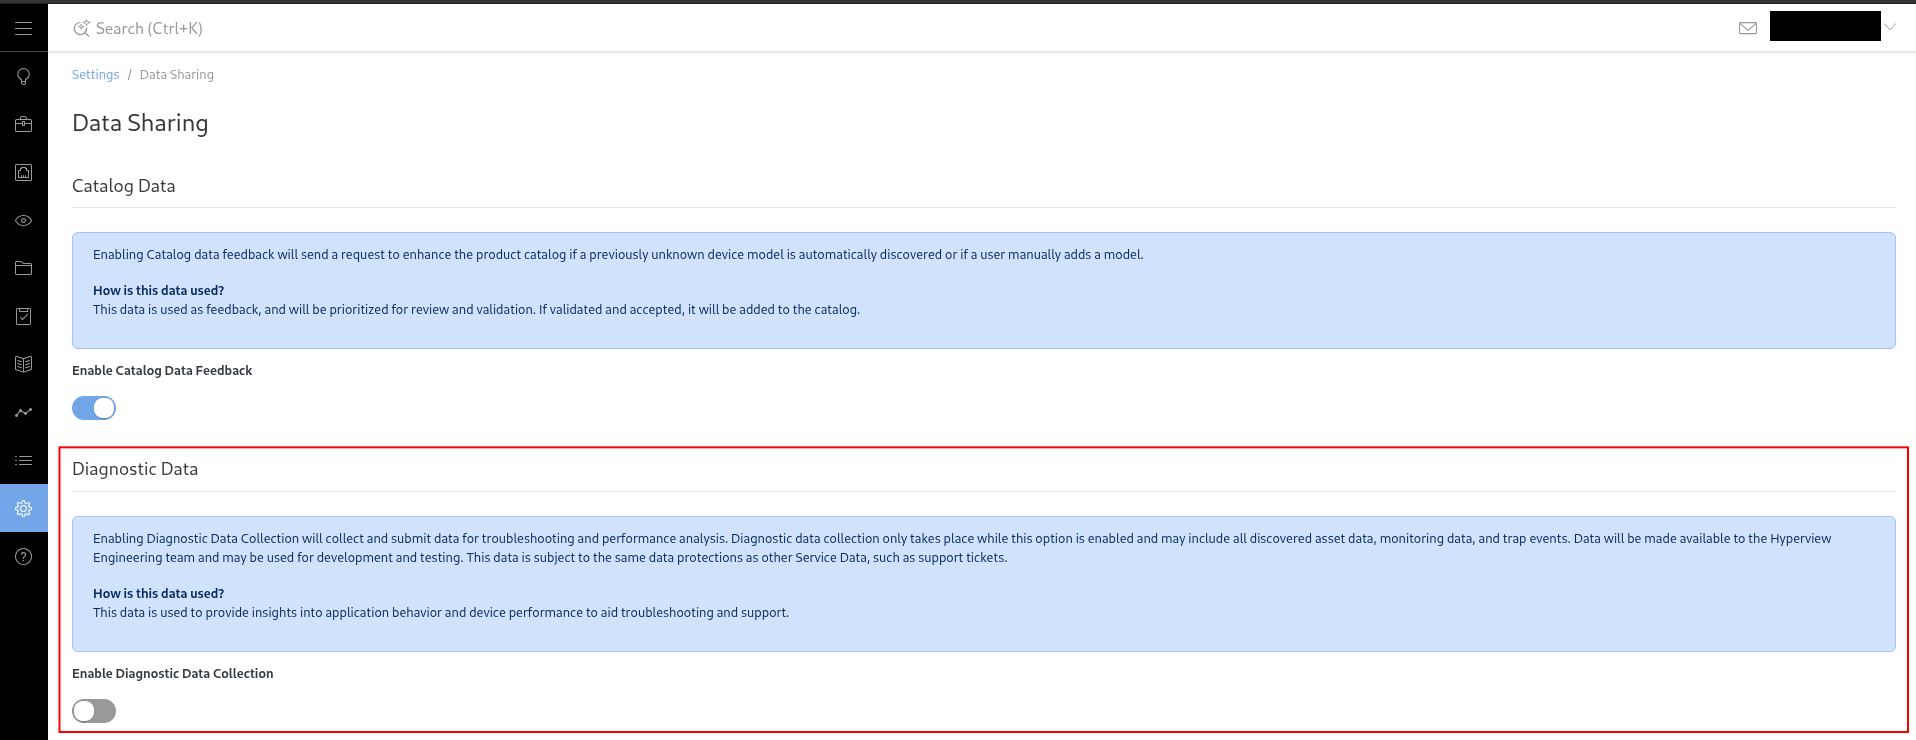 Search (Ctrl+K)
Settings / Data Sharing
Data Sharing
Catalog Data
Enabling Catalog data feedback will send a request to enhance the product catalog if a previously unknown device model is automatically discovered or if a user manually adds a model.
How is this data used?
This data is used as feedback, and will be prioritized for review and validation. If validated and accepted, it will be added to the catalog.
Enable Catalog Data Feedback
Diagnostic Data
Enabling Diagnostic Data Collection will collect and submit data for troubleshooting and performance analysis. Diagnostic data collection only takes place while this option is enabled and may include all discovered asset data, monitoring data, and trap events. Data will be made available to the Hyperview
Engineering team and may be used for development and testing. This data is subject to the same data protections as other Service Data, such as support tickets.
How is this data used?
This data is used to provide insights into application behavior and device performance to aid troubleshooting and support.
Enable Diagnostic Data Collection